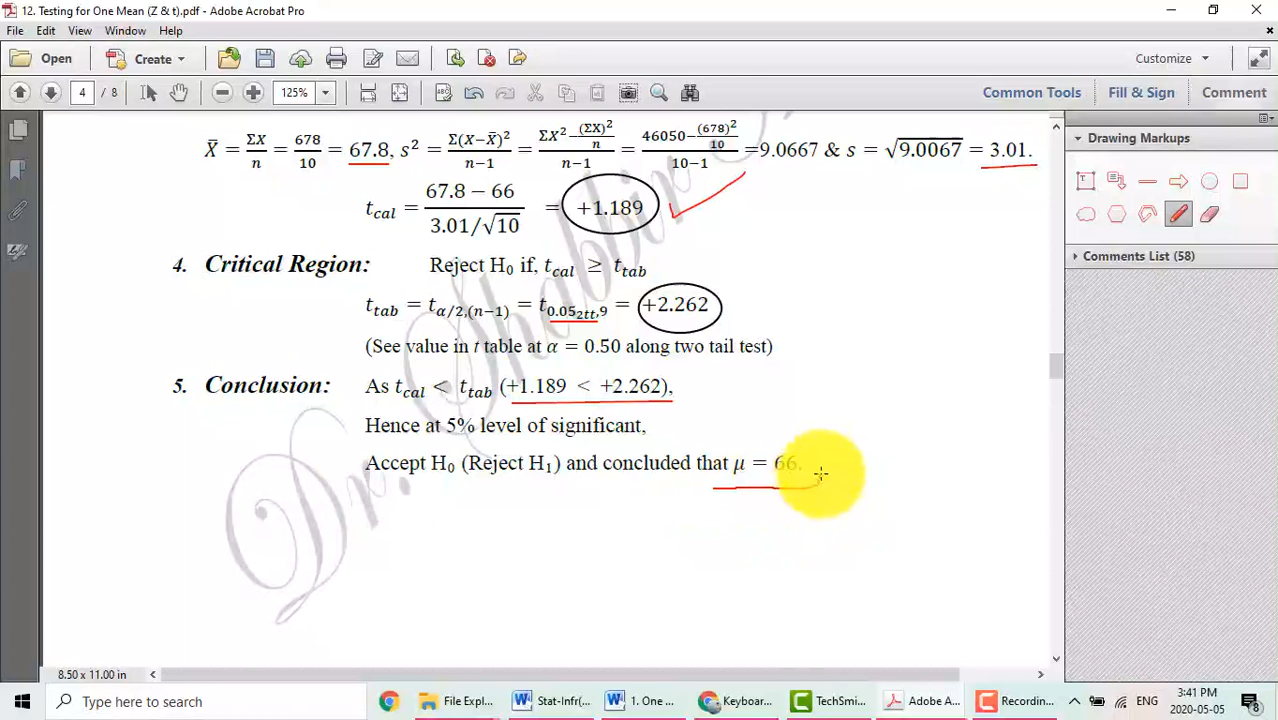 12. Testing for One Mean (Z & t).pdf - Adobe Acrobat Pro
File Edit View Window Help
Open Create Customize
4 / 8 125% Common Tools Fill & Sign Comment
X̄ = ΣX/n = 678/10 = 67.8, s² = Σ(X−X̄)²/n−1 = ΣX²−(ΣX)²/n/n−1 = 46050−(678)²/10/10−1 =9.0667 & s = √9.0067 = 3.01.
t_cal = 67.8 − 66/3.01/√10 = +1.189
4. Critical Region: Reject H₀ if, t_cal ≥ t_tab
t_tab = t_α/2,(n−1) = t_0.05_2tt,9 = +2.262
(See value in t table at α = 0.50 along two tail test)
5. Conclusion: As t_cal < t_tab (+1.189 < +2.262),
Hence at 5% level of significant,
Accept H₀ (Reject H₁) and concluded that μ = 66.
Dr. Shabbir
Drawing Markups
Comments List (58)
8.50 x 11.00 in
Type here to search
File Expl... Stat-Infr(... 1. One ... Keyboar... TechSmi... Adobe A... Recordin... ENG
3:41 PM
2020-05-05
8